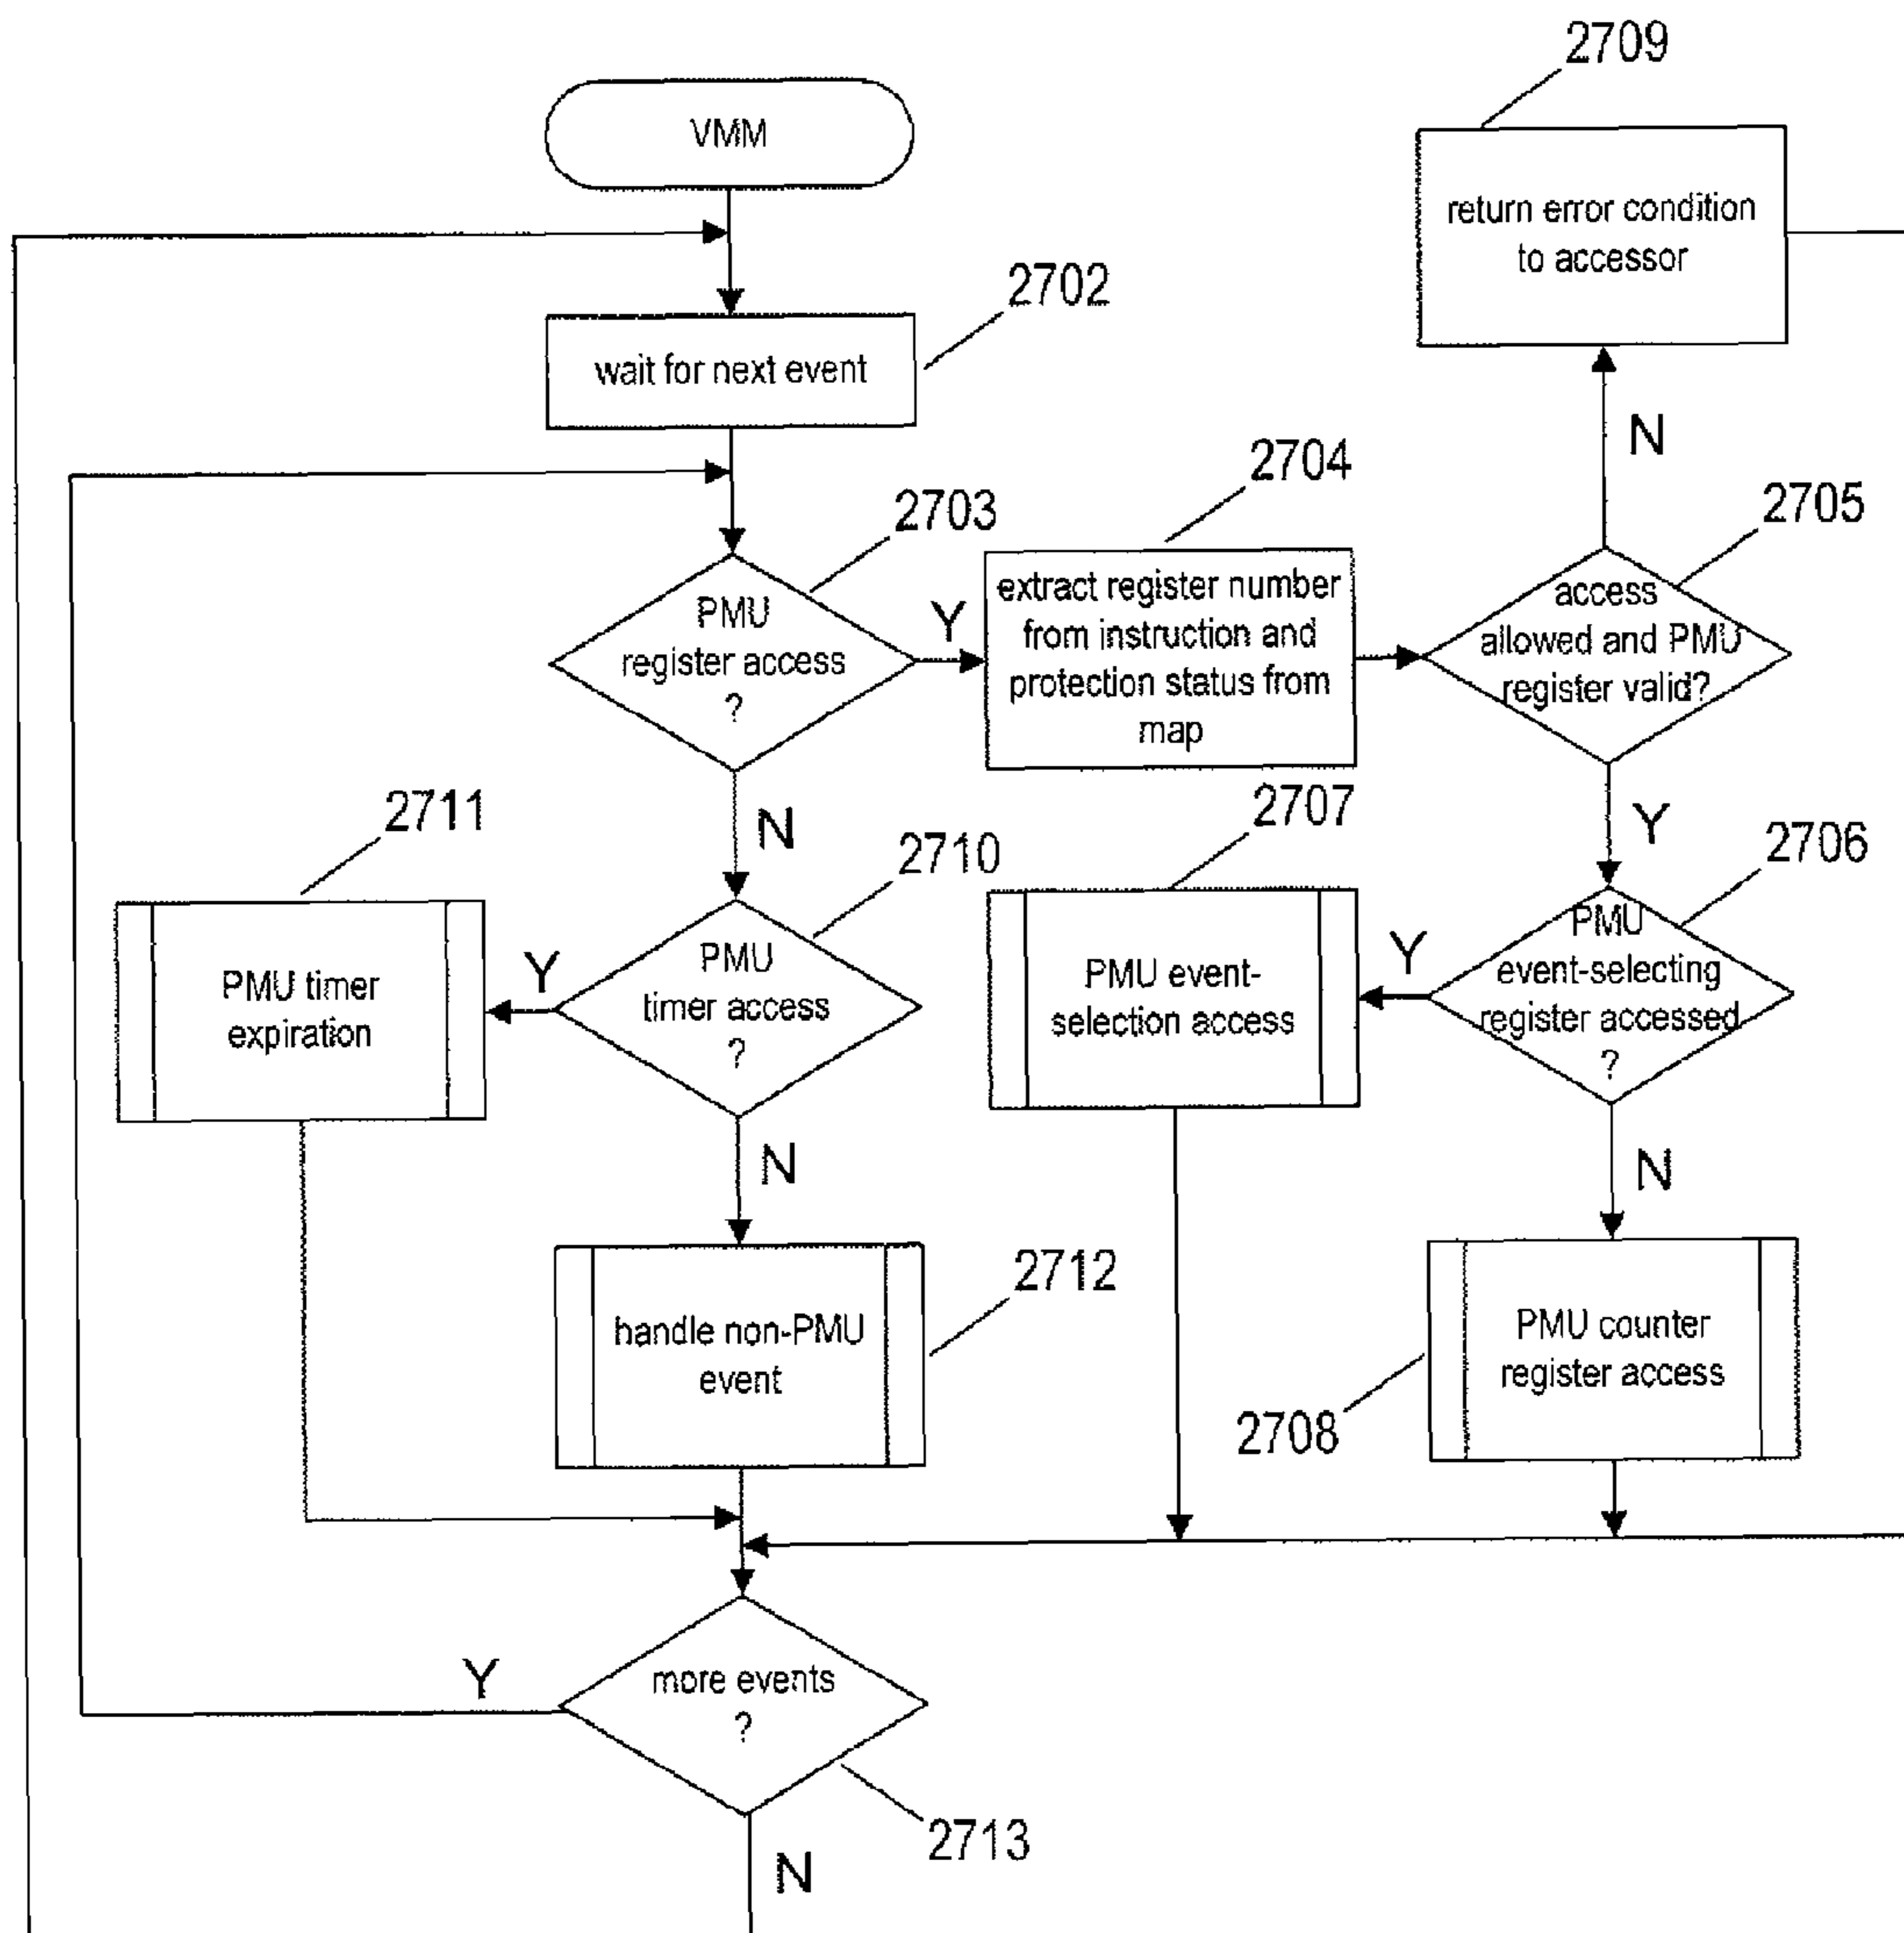 2709
VMM
return error condition
to accessor
2702
wait for next event
N
2704
2705
2703
PMU
register access
?
Y
extract register number
from instruction and
protection status from
map
access
allowed and PMU
register valid?
2711
N
2710
2707
Y
2706
PMU timer
expiration
Y
PMU
timer access
?
PMU event-
selection access
Y
PMU
event-selecting
register accessed
?
N
N
2712
handle non-PMU
event
PMU counter
register access
2708
Y
more events
?
2713
N